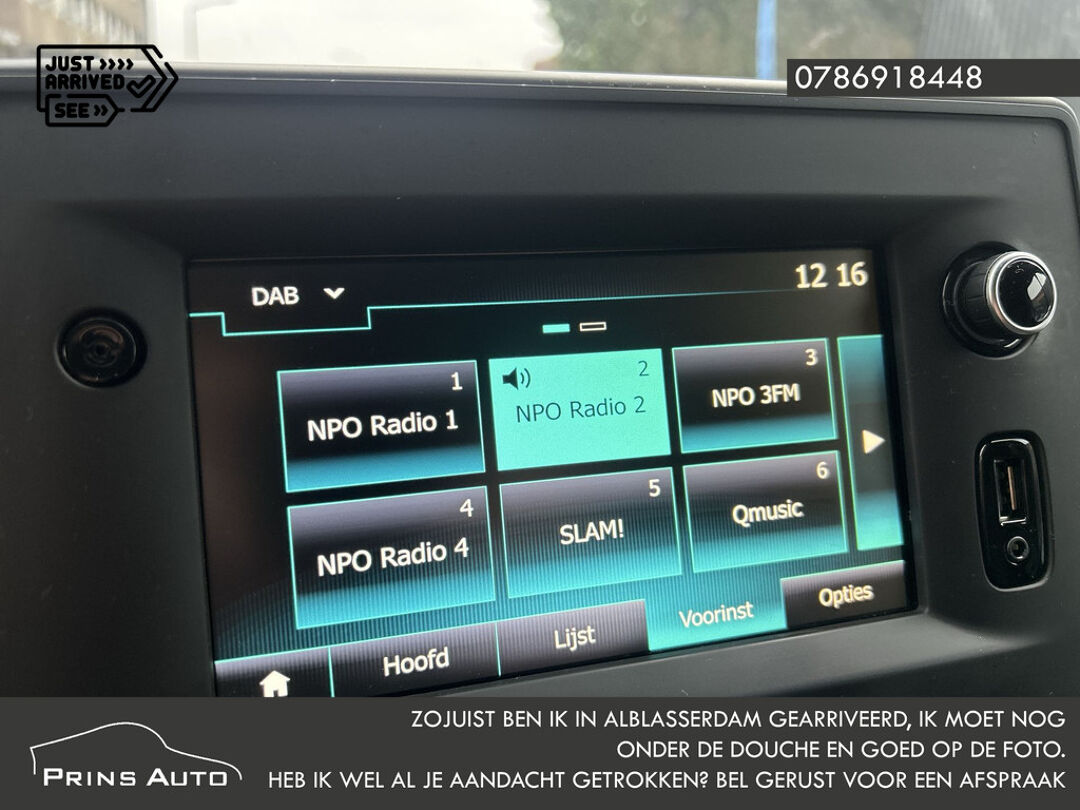 JUST
ARRIVED
SEE
0786918448
DAB
12 16
1
NPO Radio 1
2
NPO Radio 2
3
NPO 3FM
4
NPO Radio 4
5
SLAM!
6
Qmusic
Hoofd
Lijst
Voorinst
Opties
PRINS AUTO
ZOJUIST BEN IK IN ALBLASSERDAM GEARRIVEERD, IK MOET NOG
ONDER DE DOUCHE EN GOED OP DE FOTO.
HEB IK WEL AL JE AANDACHT GETROKKEN? BEL GERUST VOOR EEN AFSPRAAK